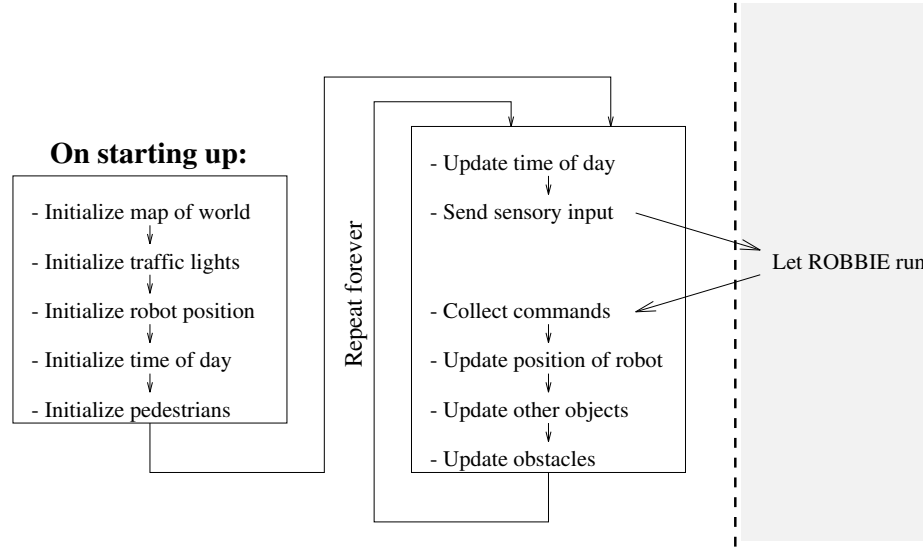 On starting up:
- Initialize map of world
- Initialize traffic lights
- Initialize robot position
- Initialize time of day
- Initialize pedestrians
Repeat forever
- Update time of day
- Send sensory input
- Collect commands
- Update position of robot
- Update other objects
- Update obstacles
Let ROBBIE run